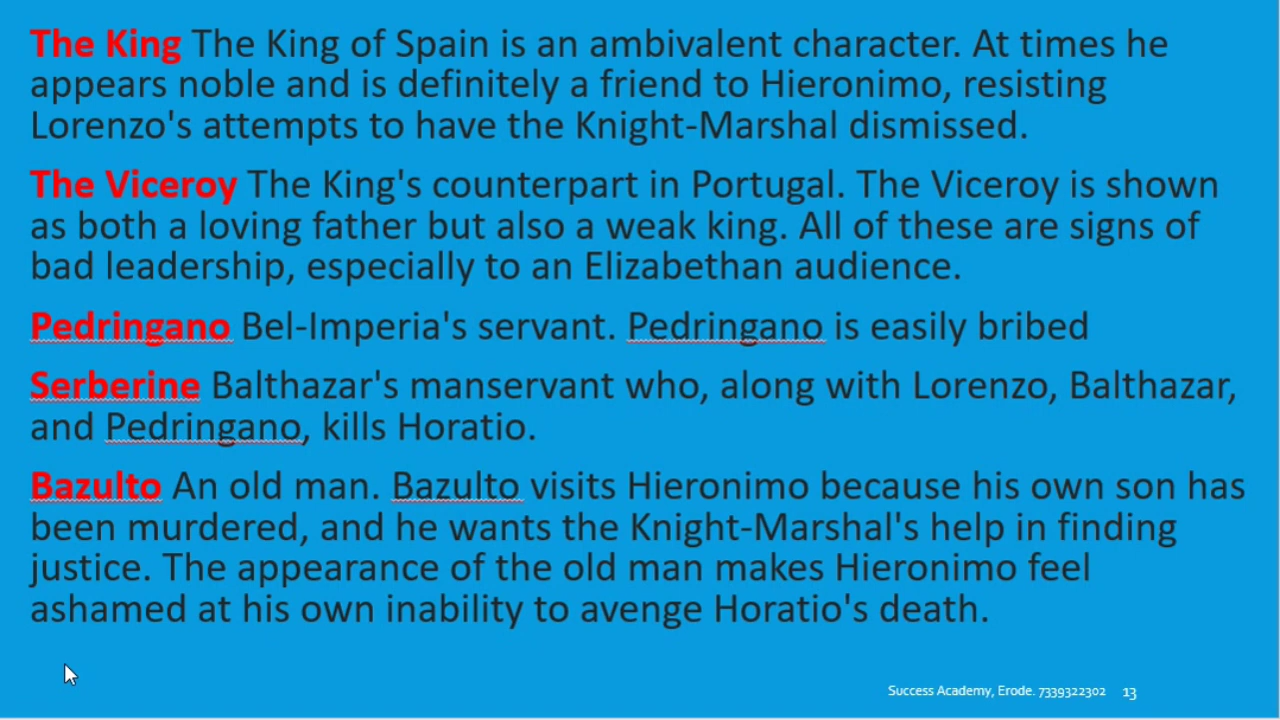 The King The King of Spain is an ambivalent character. At times he
appears noble and is definitely a friend to Hieronimo, resisting
Lorenzo's attempts to have the Knight-Marshal dismissed.
The Viceroy The King's counterpart in Portugal. The Viceroy is shown
as both a loving father but also a weak king. All of these are signs of
bad leadership, especially to an Elizabethan audience.
Pedringano Bel-Imperia's servant. Pedringano is easily bribed
Serberine Balthazar's manservant who, along with Lorenzo, Balthazar,
and Pedringano, kills Horatio.
Bazulto An old man. Bazulto visits Hieronimo because his own son has
been murdered, and he wants the Knight-Marshal's help in finding
justice. The appearance of the old man makes Hieronimo feel
ashamed at his own inability to avenge Horatio's death.
Success Academy, Erode. 7339322302 13